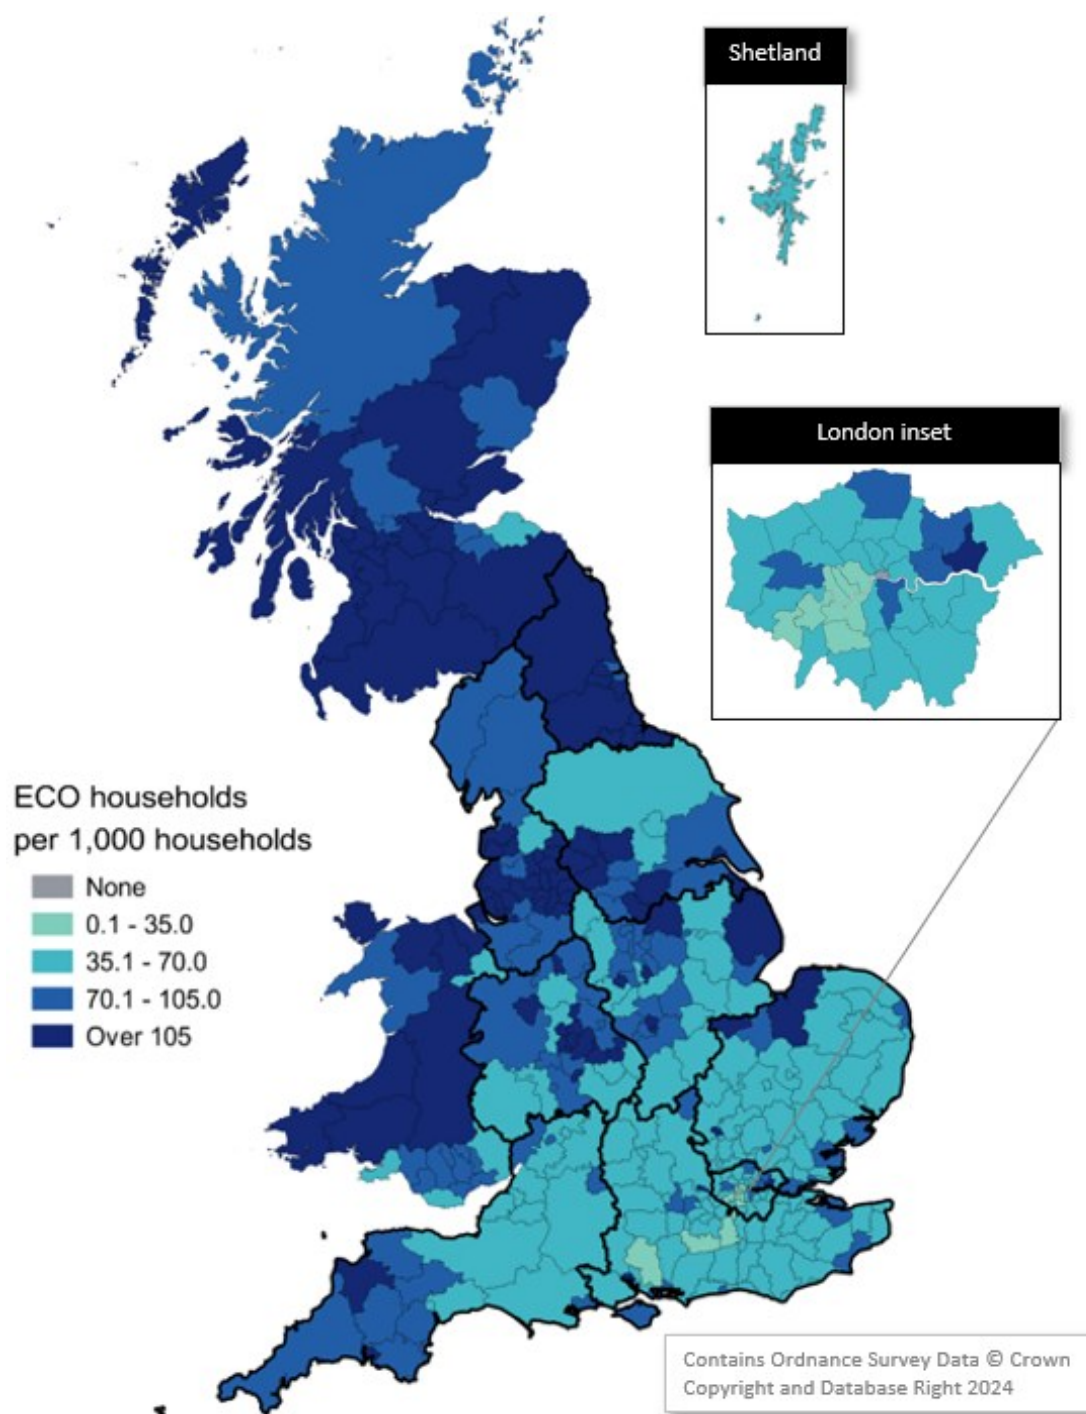 Shetland
London inset
ECO households
per 1,000 households
None
0.1 - 35.0
35.1 - 70.0
70.1 - 105.0
Over 105
Contains Ordnance Survey Data © Crown
Copyright and Database Right 2024